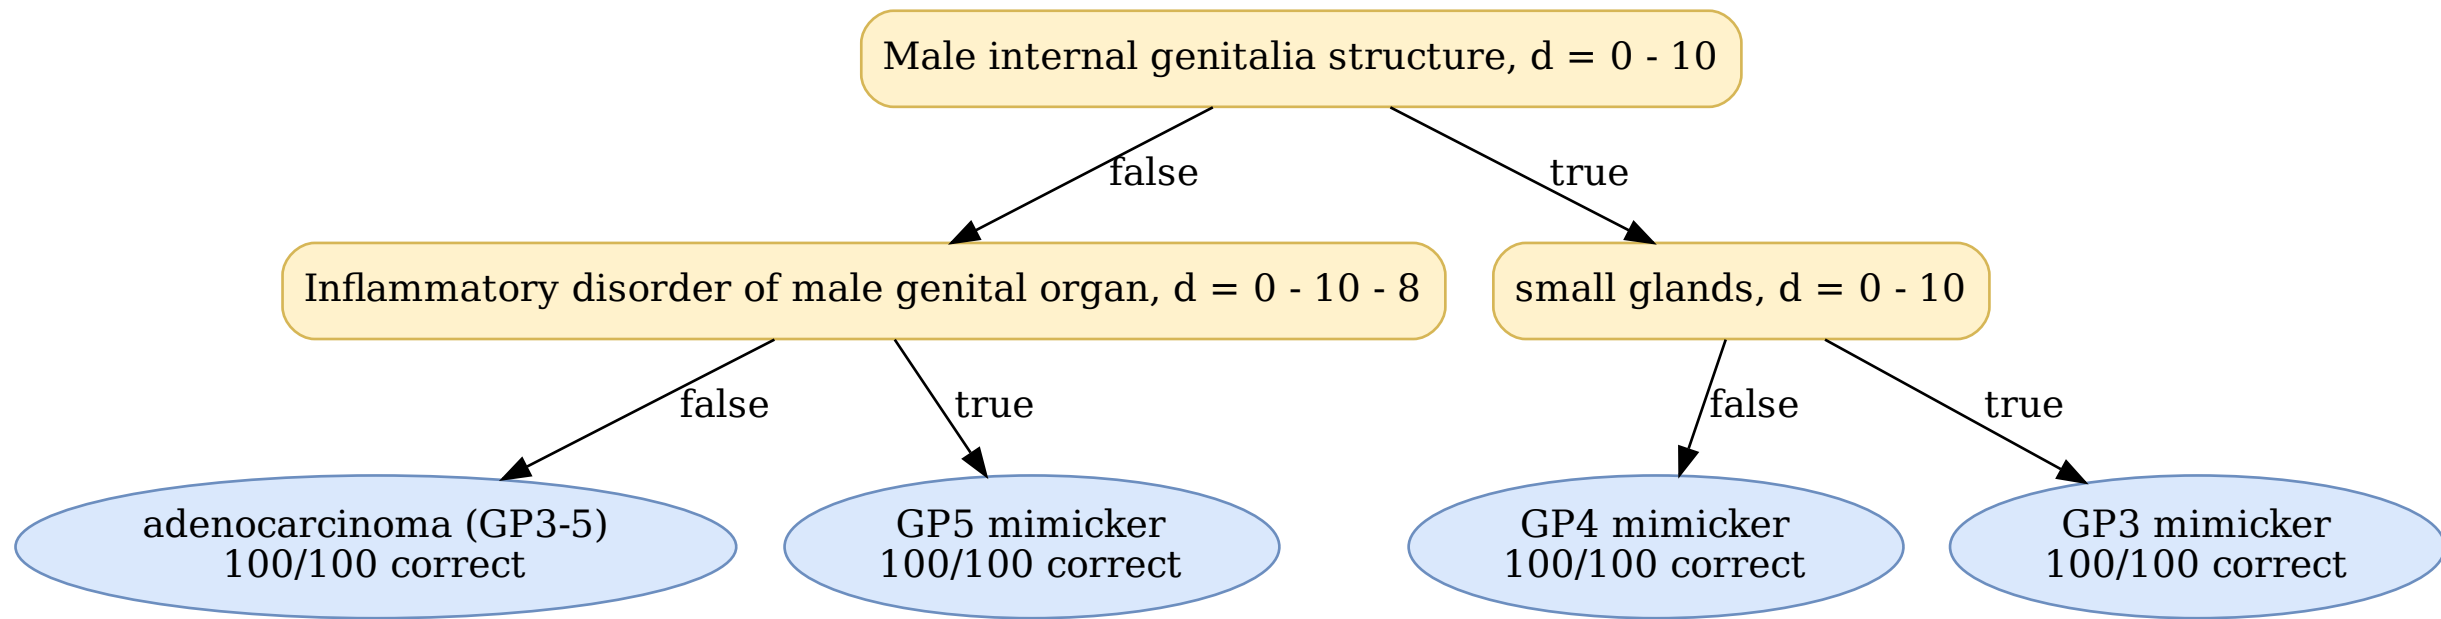 Male internal genitalia structure, d = 0 - 10
false
true
Inflammatory disorder of male genital organ, d = 0 - 10 - 8
small glands, d = 0 - 10
false
true
false
true
adenocarcinoma (GP3-5)
100/100 correct
GP5 mimicker
100/100 correct
GP4 mimicker
100/100 correct
GP3 mimicker
100/100 correct